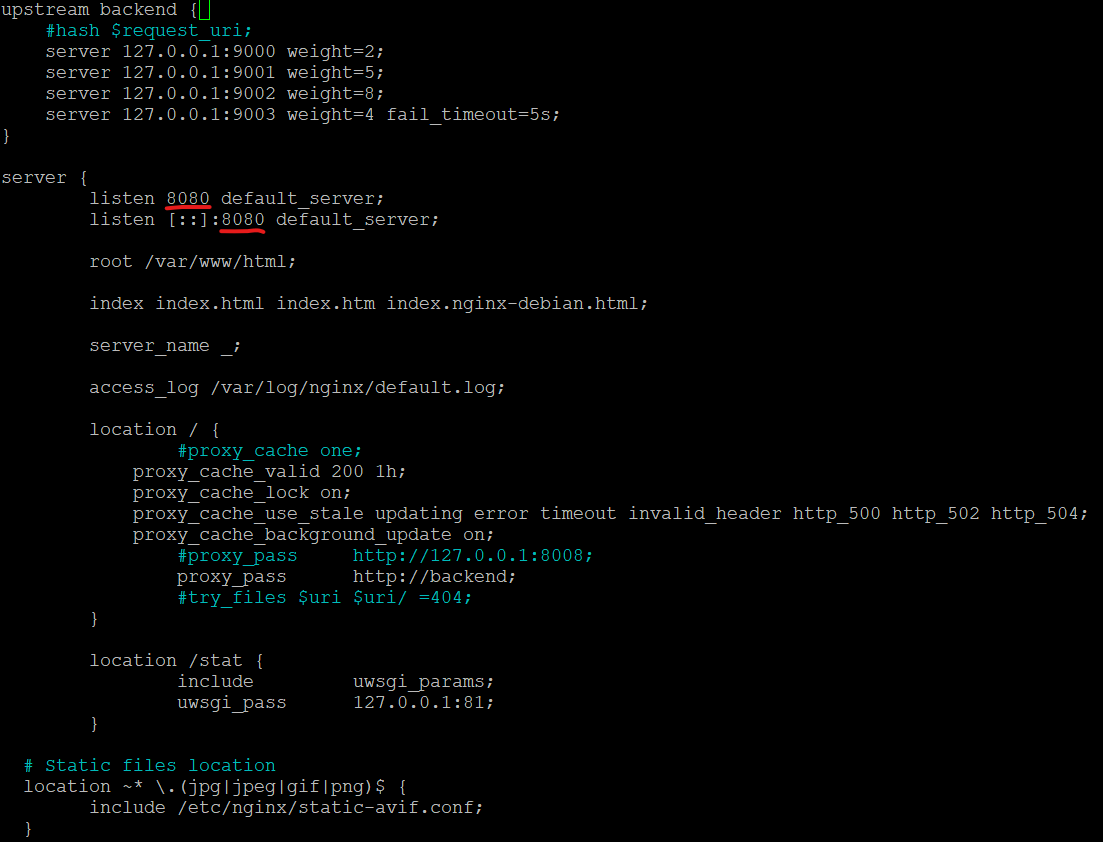 upstream backend {
#hash $request_uri;
server 127.0.0.1:9000 weight=2;
server 127.0.0.1:9001 weight=5;
server 127.0.0.1:9002 weight=8;
server 127.0.0.1:9003 weight=4 fail_timeout=5s;
}
server {
listen 8080 default_server;
listen [::]:8080 default_server;
root /var/www/html;
index index.html index.htm index.nginx-debian.html;
server_name _;
access_log /var/log/nginx/default.log;
location / {
#proxy_cache one;
proxy_cache_valid 200 1h;
proxy_cache_lock on;
proxy_cache_use_stale updating error timeout invalid_header http_500 http_502 http_504;
proxy_cache_background_update on;
#proxy_pass http://127.0.0.1:8008;
proxy_pass http://backend;
#try_files $uri $uri/ =404;
}
location /stat {
include uwsgi_params;
uwsgi_pass 127.0.0.1:81;
}
# Static files location
location ~* \.(jpg|jpeg|gif|png)$ {
include /etc/nginx/static-avif.conf;
}